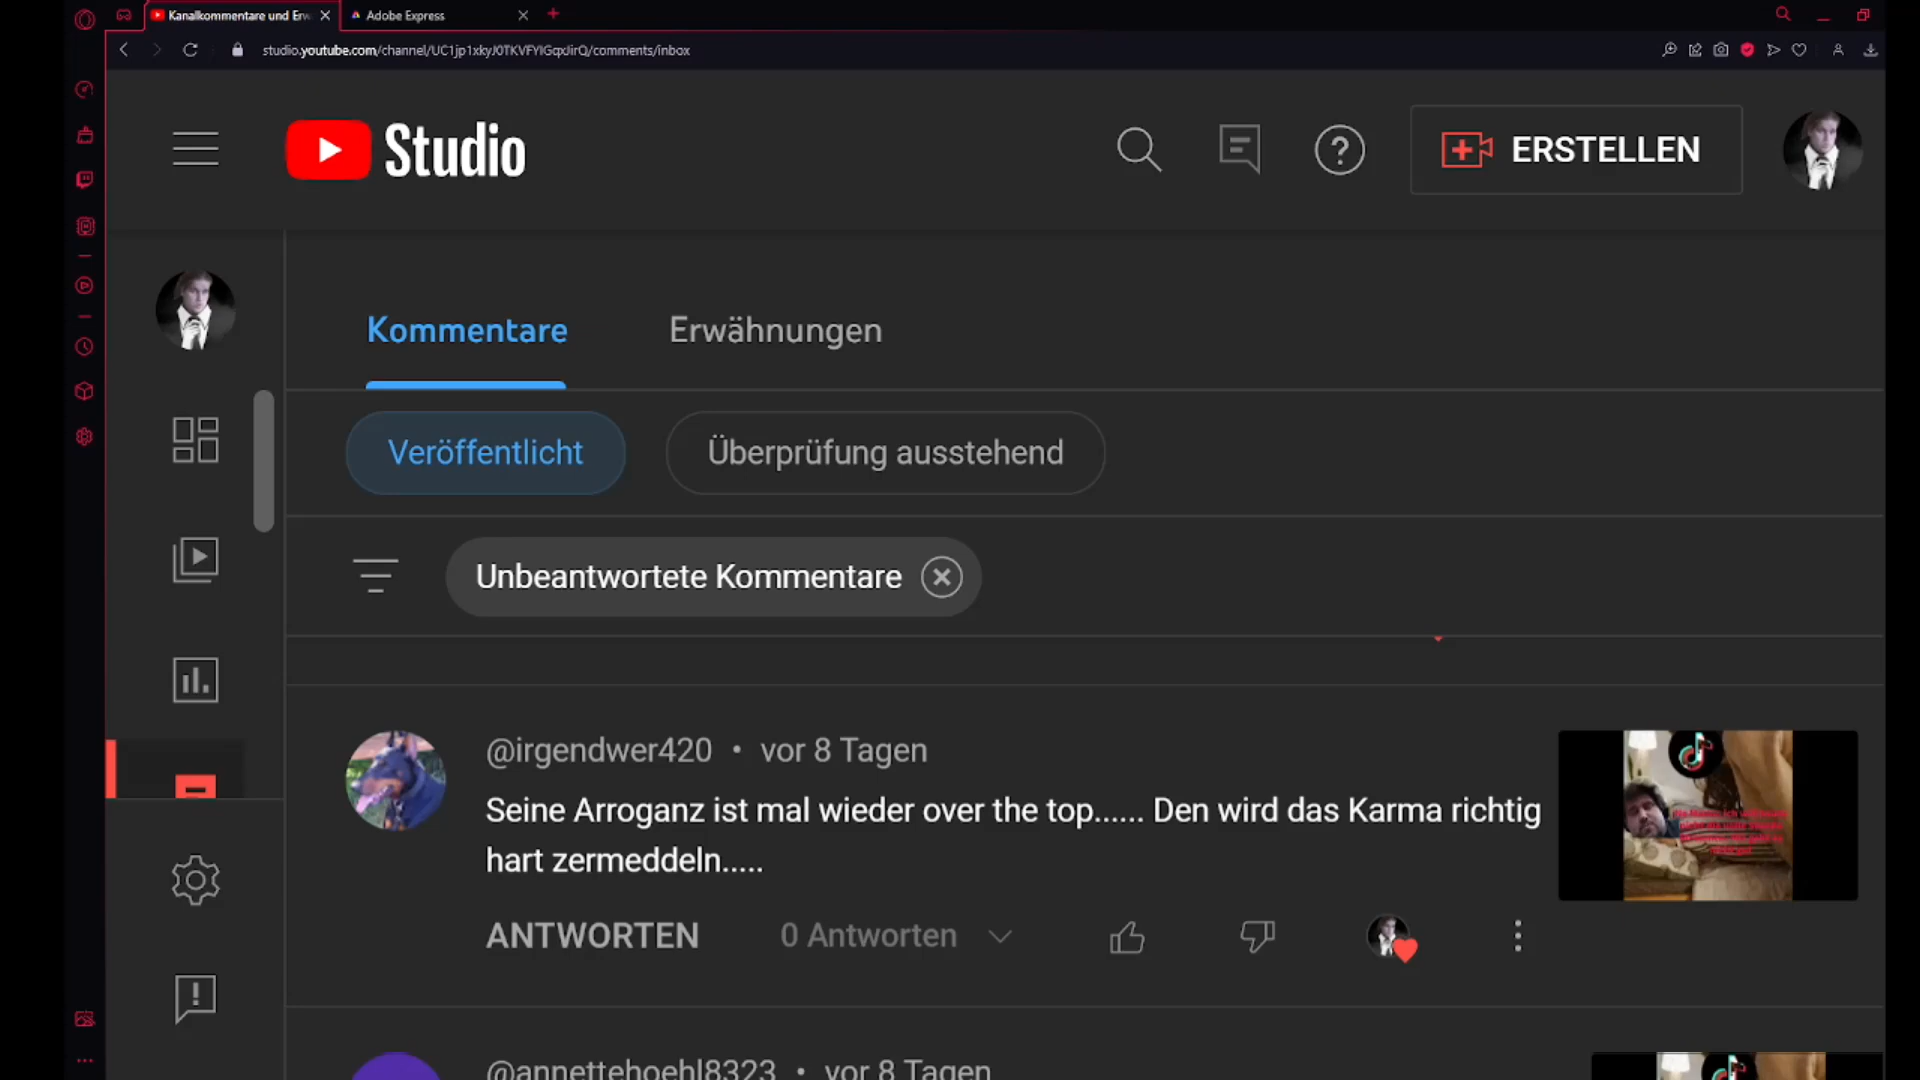 Kanalkommentare und Erw
Adobe Express
studio.youtube.com/channel/UC1jp1xkyJ0TKVFYlGqxJirQ/comments/inbox
Studio
ERSTELLEN
Kommentare
Erwähnungen
Veröffentlicht
Überprüfung ausstehend
Unbeantwortete Kommentare
@irgendwer420 • vor 8 Tagen
Seine Arroganz ist mal wieder over the top...... Den wird das Karma richtig
hart zermeddeln.....
ANTWORTEN
0 Antworten
@annettehoehl8323 • vor 8 Tagen